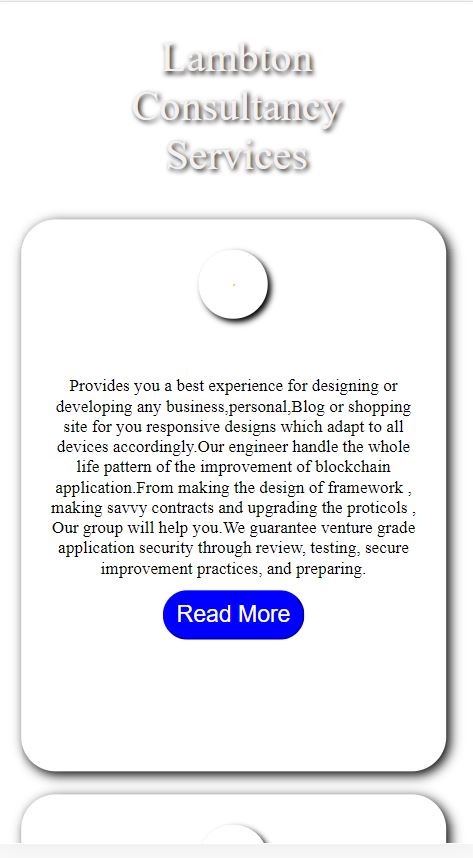 Lambton
Consultancy
Services
Provides you a best experience for designing or
developing any business,personal,Blog or shopping
site for you responsive designs which adapt to all
devices accordingly.Our engineer handle the whole
life pattern of the improvement of blockchain
application.From making the design of framework ,
making savvy contracts and upgrading the proticols ,
Our group will help you.We guarantee venture grade
application security through review, testing, secure
improvement practices, and preparing.
Read More